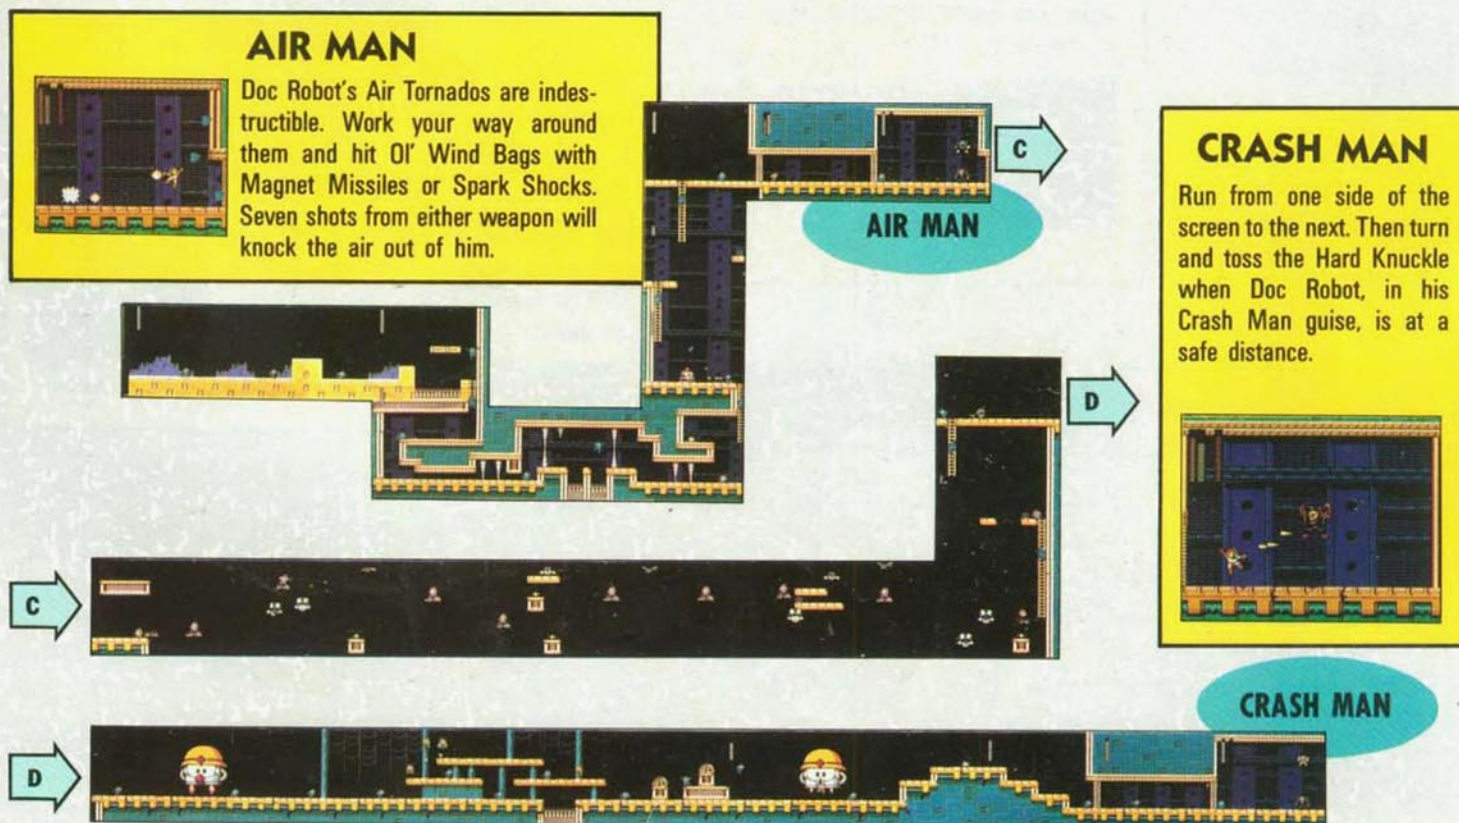 AIR MAN
Doc Robot's Air Tornados are indes-
tructible. Work your way around
them and hit Ol' Wind Bags with
Magnet Missiles or Spark Shocks.
Seven shots from either weapon will
knock the air out of him.
C
AIR MAN
CRASH MAN
Run from one side of the
screen to the next. Then turn
and toss the Hard Knuckle
when Doc Robot, in his
Crash Man guise, is at a
safe distance.
D
C
CRASH MAN
D